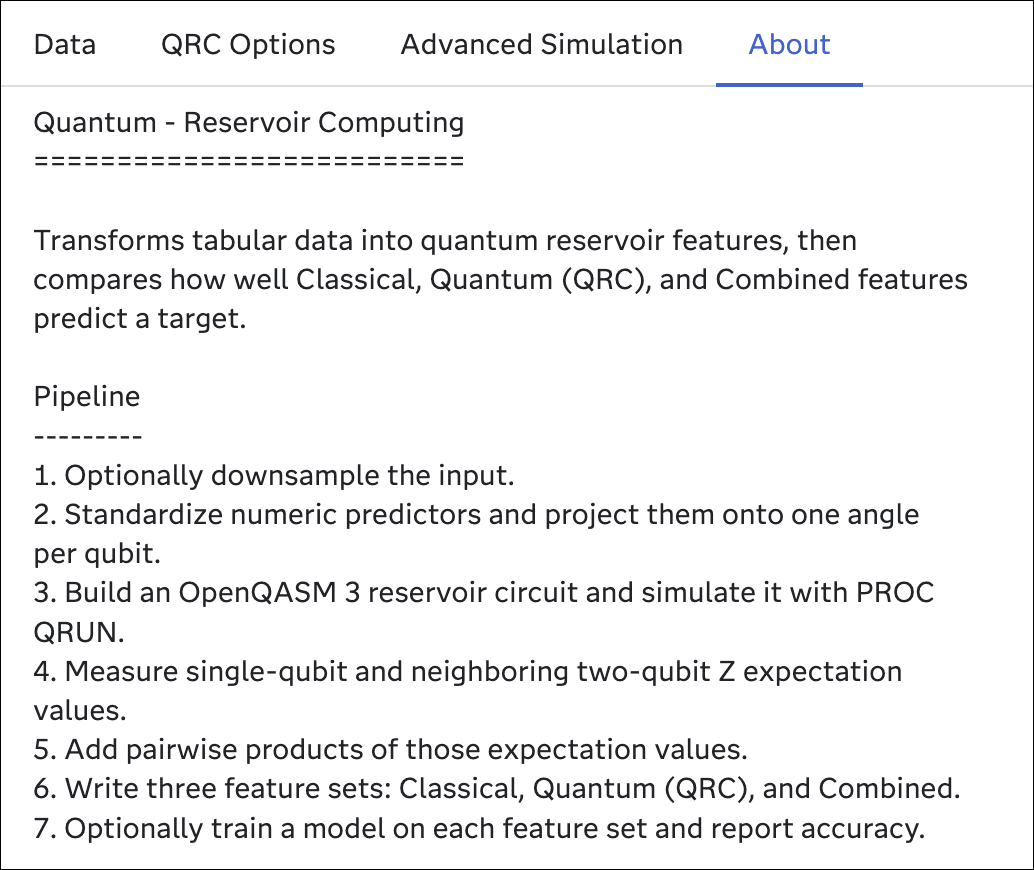 Data QRC Options Advanced Simulation About
Quantum - Reservoir Computing
==========================
Transforms tabular data into quantum reservoir features, then
compares how well Classical, Quantum (QRC), and Combined features
predict a target.
Pipeline
---------
1. Optionally downsample the input.
2. Standardize numeric predictors and project them onto one angle
per qubit.
3. Build an OpenQASM 3 reservoir circuit and simulate it with PROC
QRUN.
4. Measure single-qubit and neighboring two-qubit Z expectation
values.
5. Add pairwise products of those expectation values.
6. Write three feature sets: Classical, Quantum (QRC), and Combined.
7. Optionally train a model on each feature set and report accuracy.